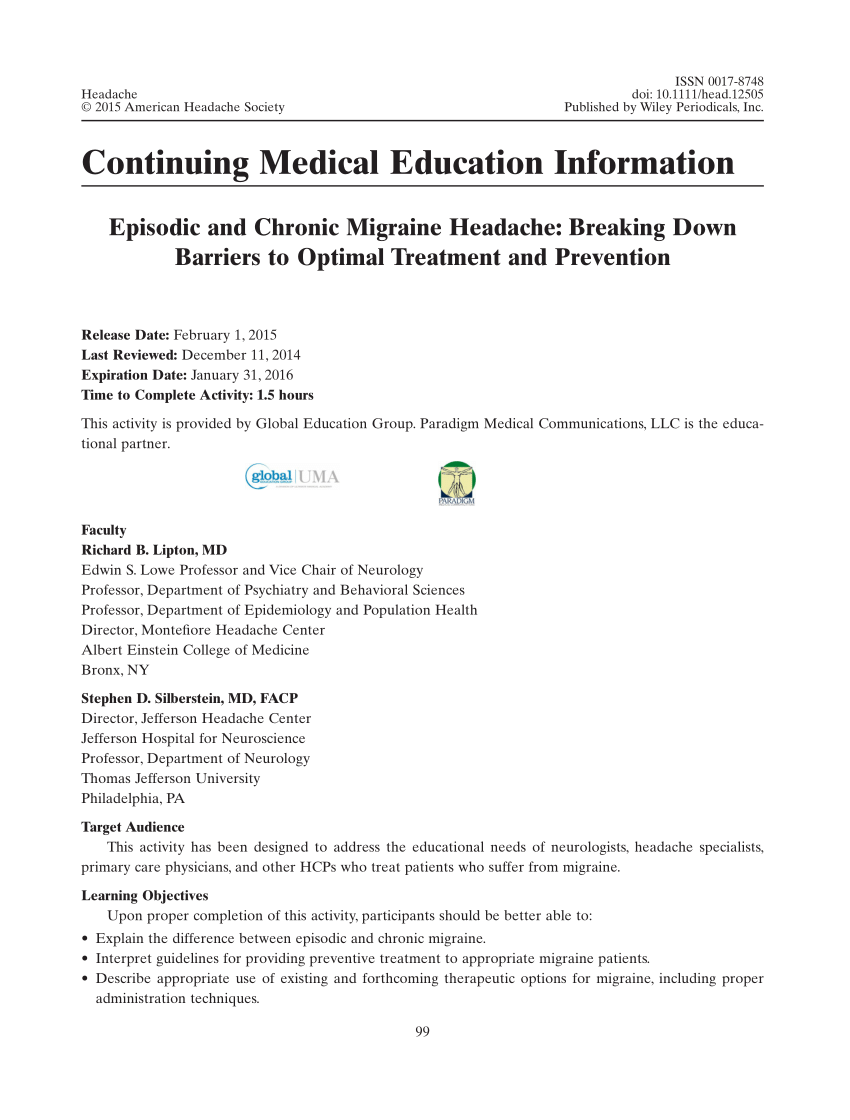 ISSN 0017-8748
Headache
doi: 10.1111/head.12505
© 2015 American Headache Society
Published by Wiley Periodicals, Inc.
Continuing Medical Education Information
Episodic and Chronic Migraine Headache: Breaking Down
Barriers to Optimal Treatment and Prevention
Release Date: February 1, 2015
Last Reviewed: December 11, 2014
Expiration Date: January 31, 2016
Time to Complete Activity: 1.5 hours
This activity is provided by Global Education Group. Paradigm Medical Communications, LLC is the educa-
tional partner.
global UMA
PARADIGM
Faculty
Richard B. Lipton, MD
Edwin S. Lowe Professor and Vice Chair of Neurology
Professor, Department of Psychiatry and Behavioral Sciences
Professor, Department of Epidemiology and Population Health
Director, Montefiore Headache Center
Albert Einstein College of Medicine
Bronx, NY
Stephen D. Silberstein, MD, FACP
Director, Jefferson Headache Center
Jefferson Hospital for Neuroscience
Professor, Department of Neurology
Thomas Jefferson University
Philadelphia, PA
Target Audience
This activity has been designed to address the educational needs of neurologists, headache specialists,
primary care physicians, and other HCPs who treat patients who suffer from migraine.
Learning Objectives
Upon proper completion of this activity, participants should be better able to:
• Explain the difference between episodic and chronic migraine.
• Interpret guidelines for providing preventive treatment to appropriate migraine patients.
• Describe appropriate use of existing and forthcoming therapeutic options for migraine, including proper
administration techniques.
99